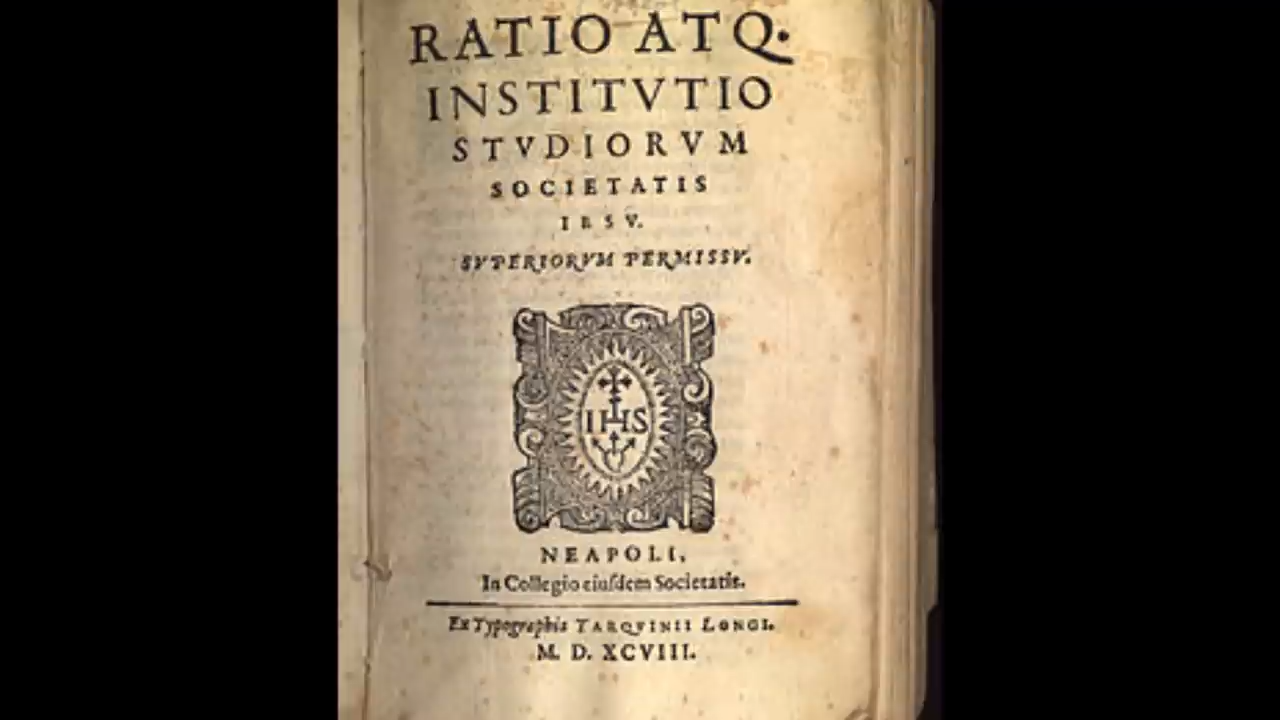 RATIO ATQ.
INSTITVTIO
STVDIORVM
SOCIETATIS
IESV.
SVPERIORVM PERMISSV.
IHS
NEAPOLI,
In Collegio eiuſdem Societatis.
Ex Typographia TARQVINII LONGI.
M. D. XCVIII.